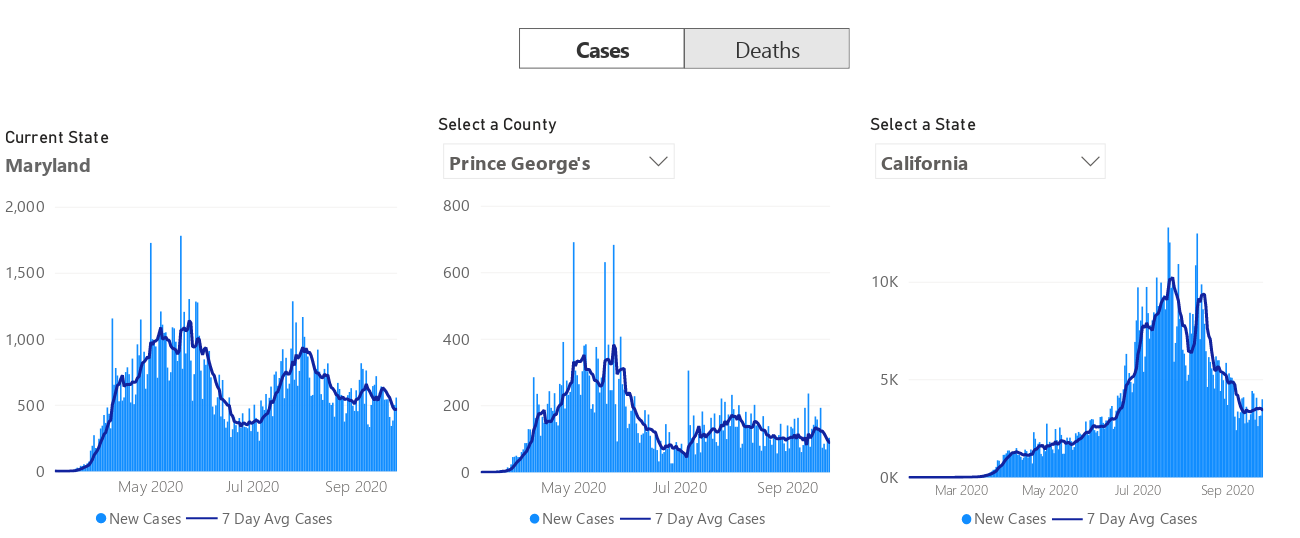 Cases Deaths
Current State
Maryland
2,000
1,500
1,000
500
0
May 2020 Jul 2020 Sep 2020
New Cases 7 Day Avg Cases
Select a County
Prince George's
800
600
400
200
0
May 2020 Jul 2020 Sep 2020
New Cases 7 Day Avg Cases
Select a State
California
10K
5K
0K
Mar 2020 May 2020 Jul 2020 Sep 2020
New Cases 7 Day Avg Cases